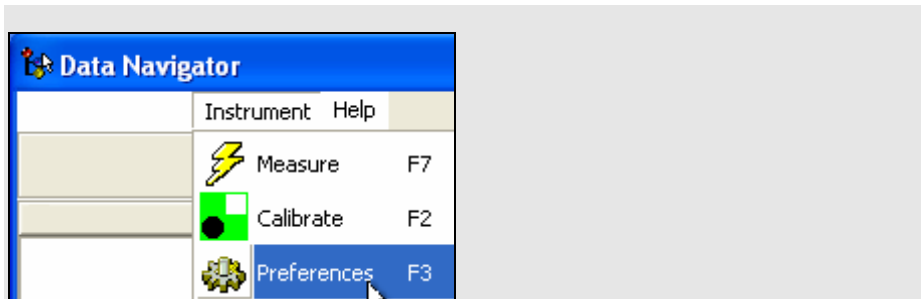 Data Navigator
Instrument Help
Measure F7
Calibrate F2
Preferences F3